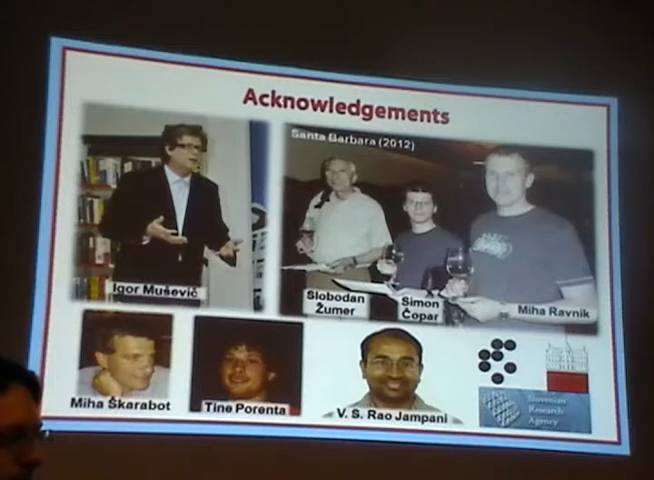 Acknowledgements
Santa Barbara (2012)
Igor Muševič
Slobodan
Žumer
Simon
Čopar
Miha Ravnik
Miha Škarabot
Tine Porenta
V. S. Rao Jampani
Slovenian
Research
Agency